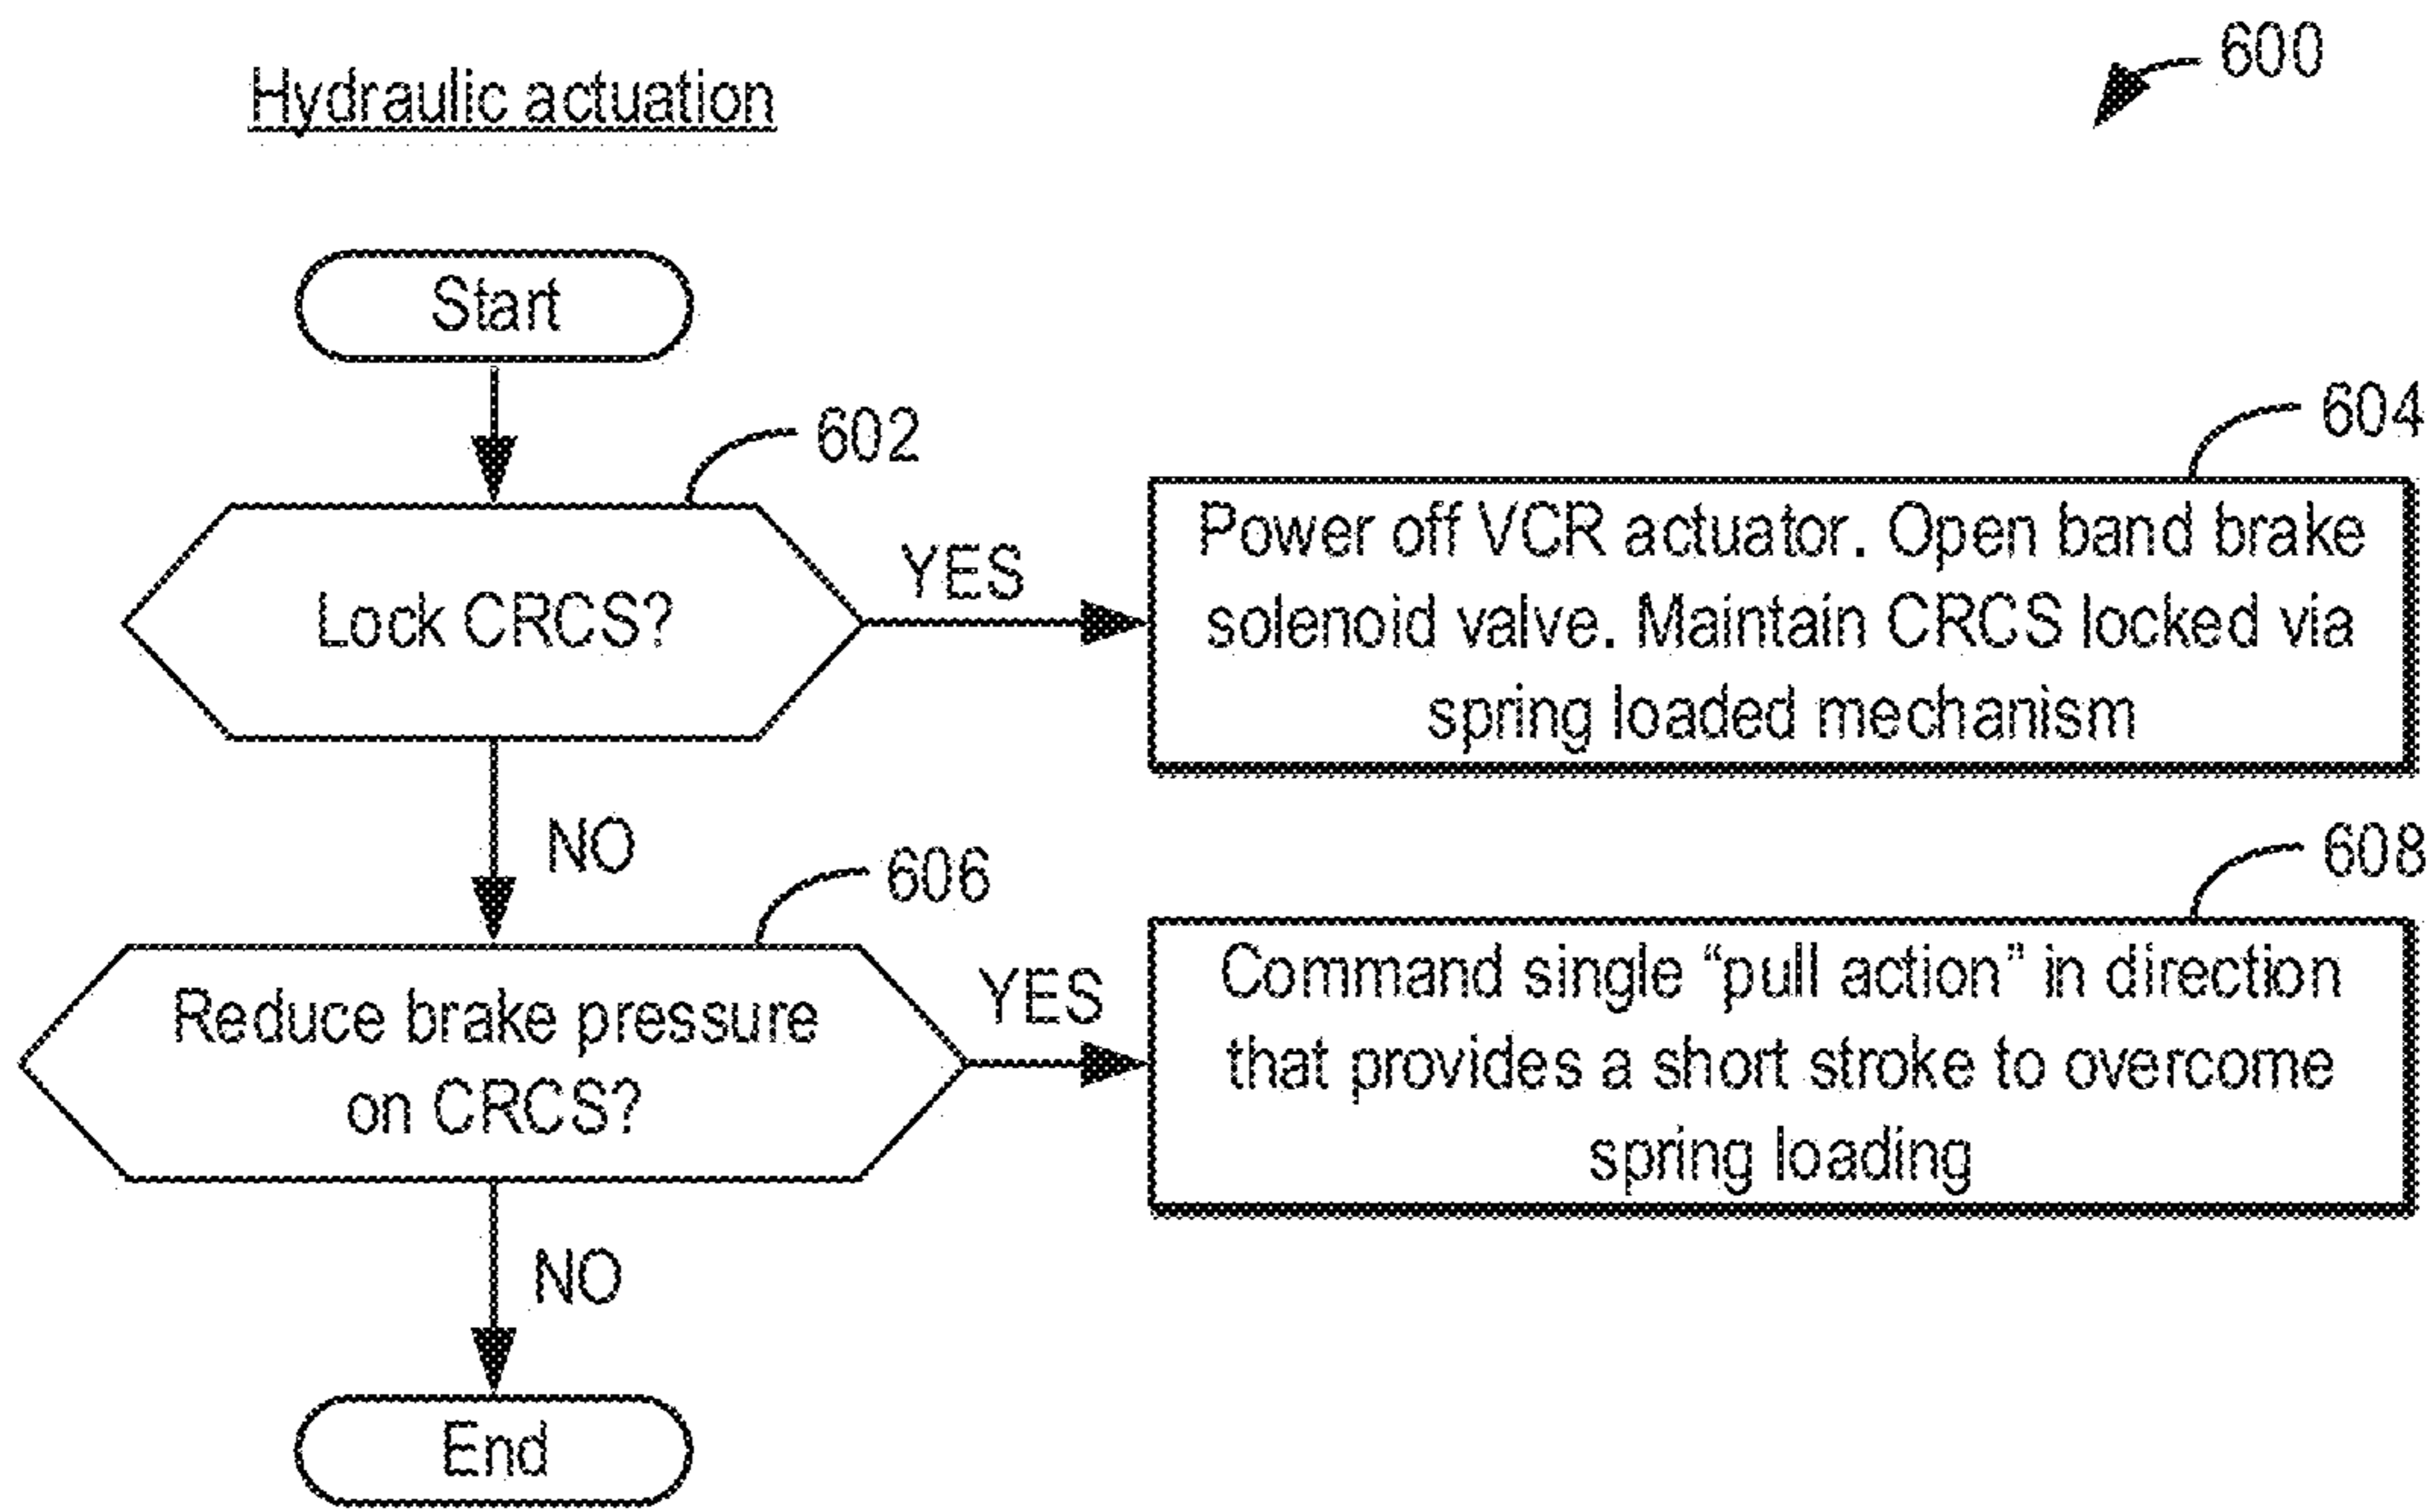 Hydraulic actuation
600
Start
602
Lock CRCS?
YES
604
Power off VCR actuator. Open band brake
solenoid valve. Maintain CRCS locked via
spring loaded mechanism
NO
606
Reduce brake pressure
on CRCS?
YES
608
Command single “pull action” in direction
that provides a short stroke to overcome
spring loading
NO
End